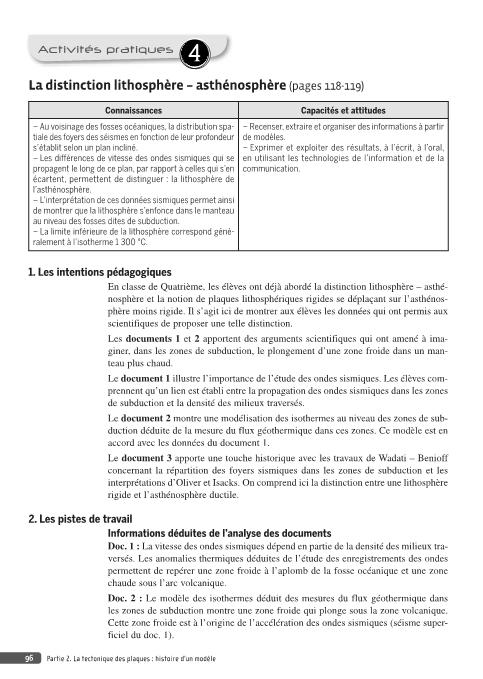 Activités pratiques 4
La distinction lithosphère – asthénosphère (pages 118-119)
Connaissances
– Au voisinage des fosses océaniques, la distribution spa-
tiale des foyers des séismes en fonction de leur profondeur
s'établit selon un plan incliné.
– Les différences de vitesse des ondes sismiques qui se
propagent le long de ce plan, par rapport à celles qui s'en
écartent, permettent de distinguer : la lithosphère de
l'asthénosphère.
– L'interprétation de ces données sismiques permet ainsi
de montrer que la lithosphère s'enfonce dans le manteau
au niveau des fosses dites de subduction.
– La limite inférieure de la lithosphère correspond géné-
ralement à l'isotherme 1 300 °C.
Capacités et attitudes
– Recenser, extraire et organiser des informations à partir
de modèles.
– Exprimer et exploiter des résultats, à l'écrit, à l'oral,
en utilisant les technologies de l'information et de la
communication.
1. Les intentions pédagogiques
En classe de Quatrième, les élèves ont déjà abordé la distinction lithosphère – asthé-
nosphère et la notion de plaques lithosphériques rigides se déplaçant sur l'asthénos-
phère moins rigide. Il s'agit ici de montrer aux élèves les données qui ont permis aux
scientifiques de proposer une telle distinction.
Les documents 1 et 2 apportent des arguments scientifiques qui ont amené à ima-
giner, dans les zones de subduction, le plongement d'une zone froide dans un man-
teau plus chaud.
Le document 1 illustre l'importance de l'étude des ondes sismiques. Les élèves com-
prennent qu'un lien est établi entre la propagation des ondes sismiques dans les zones
de subduction et la densité des milieux traversés.
Le document 2 montre une modélisation des isothermes au niveau des zones de sub-
duction déduite de la mesure du flux géothermique dans ces zones. Ce modèle est en
accord avec les données du document 1.
Le document 3 apporte une touche historique avec les travaux de Wadati – Benioff
concernant la répartition des foyers sismiques dans les zones de subduction et les
interprétations d'Oliver et Isacks. On comprend ici la distinction entre une lithosphère
rigide et l'asthénosphère ductile.
2. Les pistes de travail
Informations déduites de l'analyse des documents
Doc. 1 : La vitesse des ondes sismiques dépend en partie de la densité des milieux tra-
versés. Les anomalies thermiques déduites de l'étude des enregistrements des ondes
permettent de repérer une zone froide à l'aplomb de la fosse océanique et une zone
chaude sous l'arc volcanique.
Doc. 2 : Le modèle des isothermes déduit des mesures du flux géothermique dans
les zones de subduction montre une zone froide qui plonge sous la zone volcanique.
Cette zone froide est à l'origine de l'accélération des ondes sismiques (séisme super-
ficiel du doc. 1).
96 Partie 2. La tectonique des plaques : histoire d'un modèle